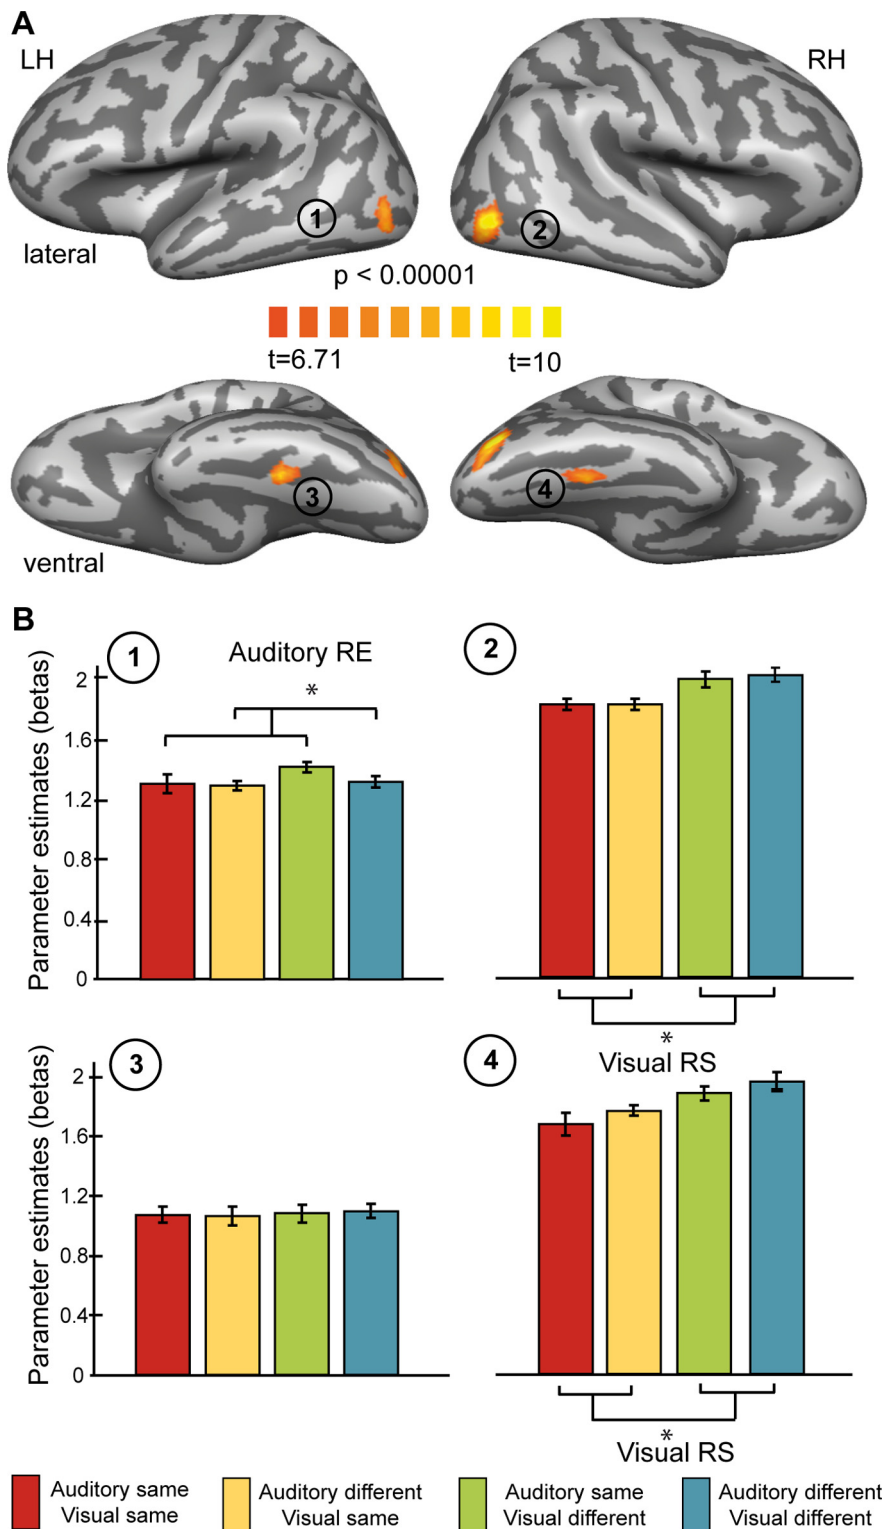 A
LH
RH
1
2
lateral
p < 0.00001
t=6.71
t=10
3
4
ventral
B
1
Auditory RE
*
Parameter estimates (betas)
2
1.6
1.2
0.8
0.4
0
2
*
Visual RS
3
Parameter estimates (betas)
2
1.6
1.2
0.8
0.4
0
4
*
Visual RS
Auditory same
Visual same
Auditory different
Visual same
Auditory same
Visual different
Auditory different
Visual different